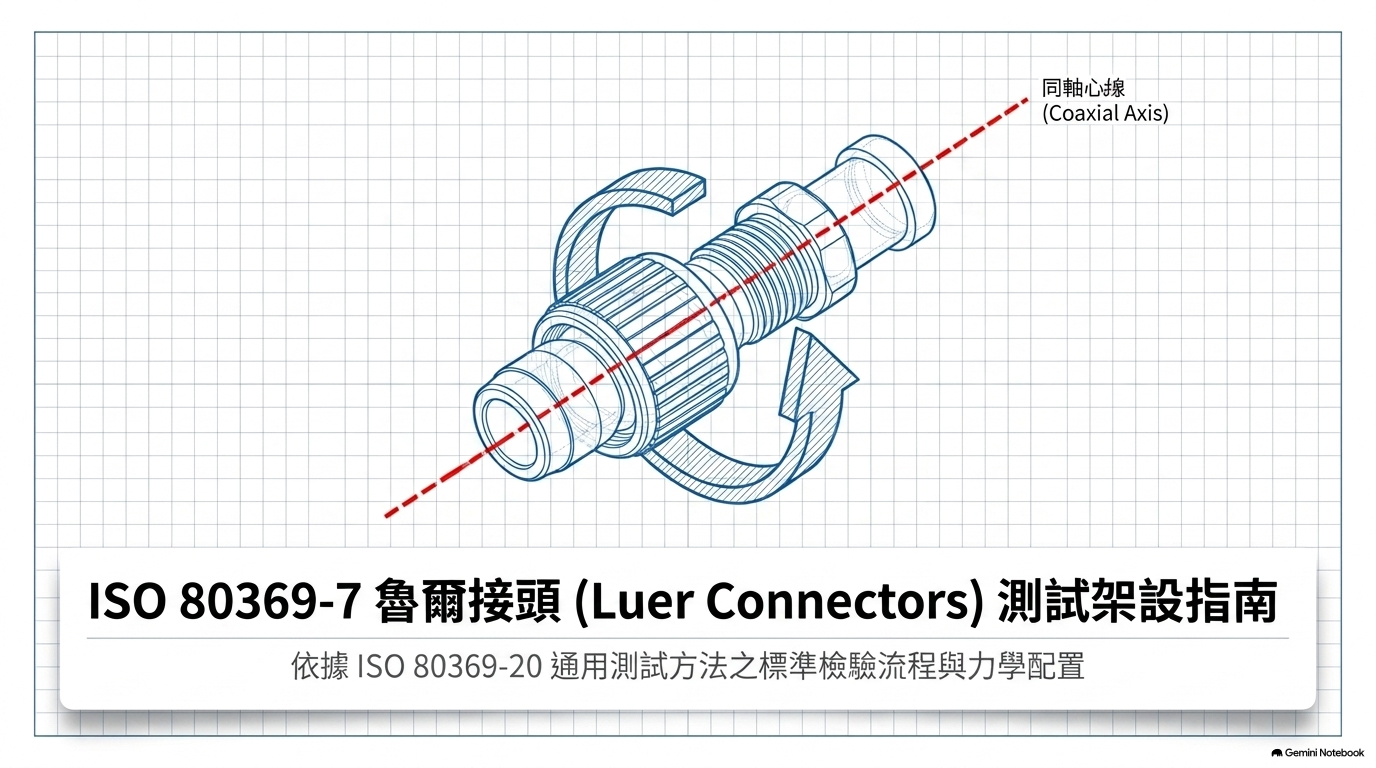 同軸心線
(Coaxial Axis)
ISO 80369-7 魯爾接頭 (Luer Connectors) 測試架設指南
依據 ISO 80369-20 通用測試方法之標準檢驗流程與力學配置
Gemini Notebook